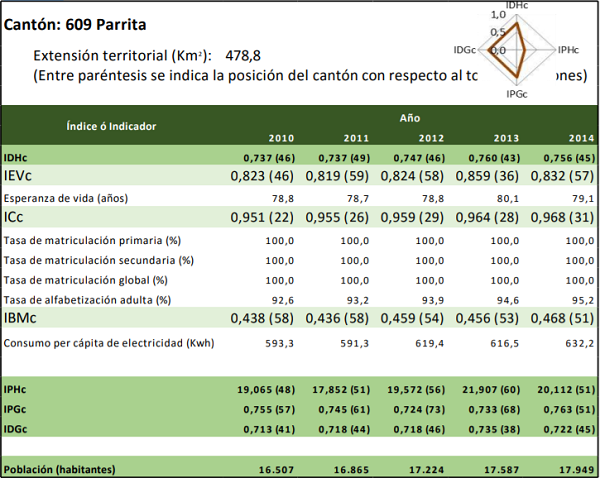 IDHc
1,0
Cantón: 609 Parrita
0,5
IDGc
0,0
IPHc
Extensión territorial (Km²): 478,8
(Entre paréntesis se indica la posición del cantón con respecto al ones)
IPGc
Índice ó Indicador
Año
2010 2011 2012 2013 2014
IDHc 0,737 (46) 0,737 (49) 0,747 (46) 0,760 (43) 0,756 (45)
IEVc 0,823 (46) 0,819 (59) 0,824 (58) 0,859 (36) 0,832 (57)
Esperanza de vida (años) 78,8 78,7 78,8 80,1 79,1
ICc 0,951 (22) 0,955 (26) 0,959 (29) 0,964 (28) 0,968 (31)
Tasa de matriculación primaria (%) 100,0 100,0 100,0 100,0 100,0
Tasa de matriculación secundaria (%) 100,0 100,0 100,0 100,0 100,0
Tasa de matriculación global (%) 100,0 100,0 100,0 100,0 100,0
Tasa de alfabetización adulta (%) 92,6 93,2 93,9 94,6 95,2
IBMc 0,438 (58) 0,436 (58) 0,459 (54) 0,456 (53) 0,468 (51)
Consumo per cápita de electricidad (Kwh) 593,3 591,3 619,4 616,5 632,2
IPHc 19,065 (48) 17,852 (51) 19,572 (56) 21,907 (60) 20,112 (51)
IPGc 0,755 (57) 0,745 (61) 0,724 (73) 0,733 (68) 0,763 (51)
IDGc 0,713 (41) 0,718 (44) 0,718 (46) 0,735 (38) 0,722 (45)
Población (habitantes) 16.507 16.865 17.224 17.587 17.949